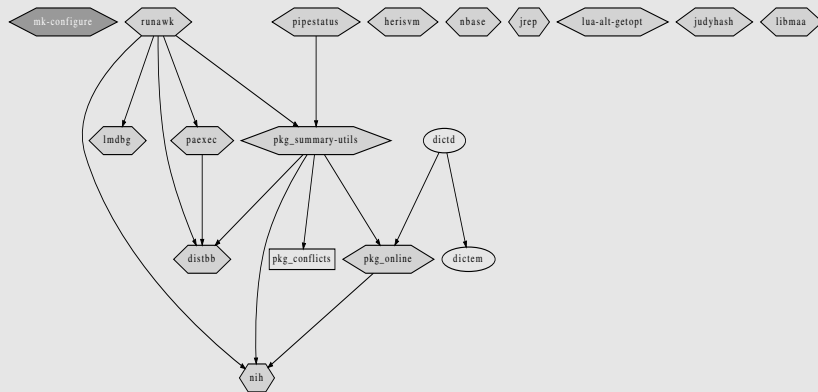 mk-configure
runawk
pipestatus
herisvm
nbase
jrep
lua-alt-getopt
judyhash
libmaa
lmdbg
paexec
pkg_summary-utils
dictd
distbb
pkg_conflicts
pkg_online
dictem
nih